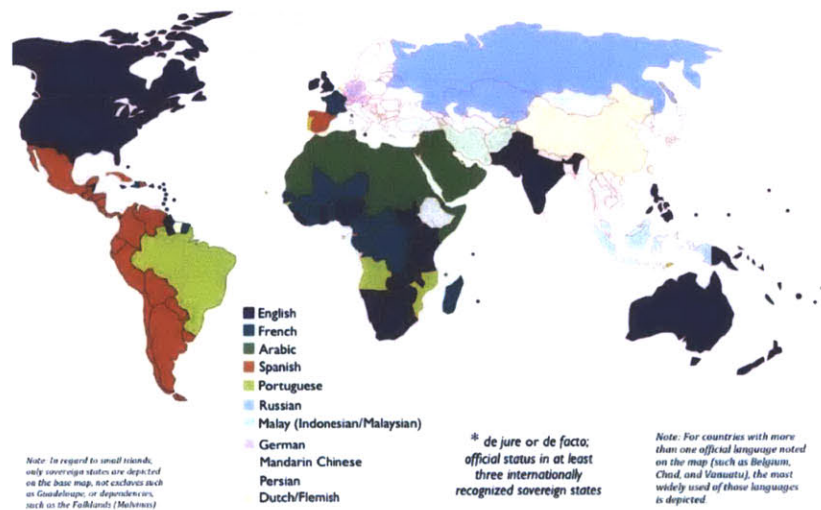 English
French
Arabic
Spanish
Portuguese
Russian
Malay (Indonesian/Malaysian)
German
Mandarin Chinese
Persian
Dutch/Flemish
* de jure or de facto;
official status in at least
three internationally
recognized sovereign states
Note: In regard to small islands,
only sovereign states are depicted
on the base map, not exclaves such
as Guadeloupe, or dependencies,
such as the Falklands (Malvinas)
Note: For countries with more
than one official language noted
on the map (such as Belgium,
Chad, and Vanuatu), the most
widely used of those languages
is depicted.